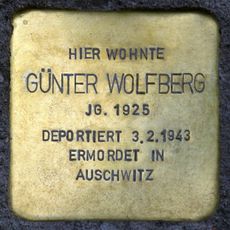 HIER WOHNTE
GÜNTER WOLFBERG
JG. 1925
DEPORTIERT 3.2.1943
ERMORDET IN
AUSCHWITZ